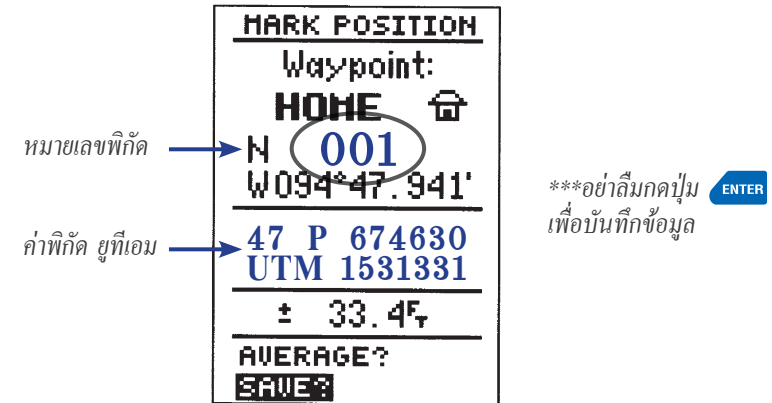 MARK POSITION
Waypoint:
HOME
หมายเลขพิกัด
N 001
W094°47.941'
***อย่าลืมกดปุ่ม ENTER
เพื่อบันทึกข้อมูล
ค่าพิกัด ยูทีเอม
47 P 674630
UTM 1531331
± 33.4FT
AVERAGE?
SAVE?